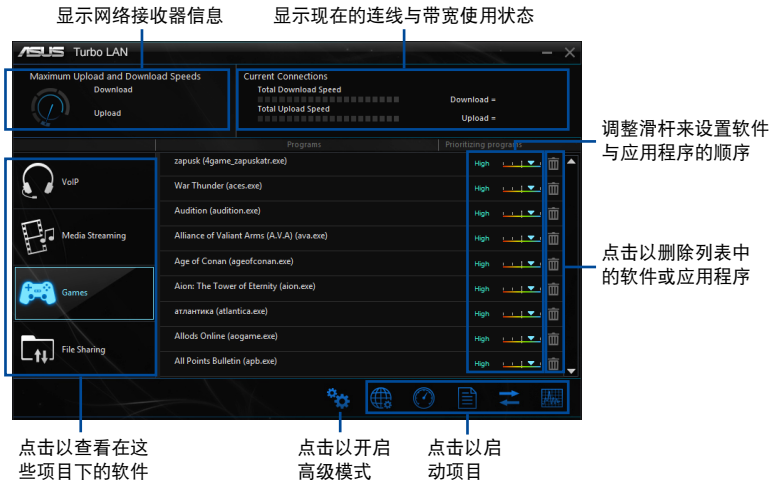 显示网络接收器信息
显示现在的连线与带宽使用状态
ASUS Turbo LAN
Maximum Upload and Download Speeds
Download
Upload
Current Connections
Total Download Speed
Download =
Total Upload Speed
Upload =
Programs
Prioritizing programs
调整滑杆来设置软件
与应用程序的顺序
VoIP
Media Streaming
Games
File Sharing
zapusk (4game_zapuskatr.exe)
High
War Thunder (aces.exe)
High
Audition (audition.exe)
High
Alliance of Valiant Arms (A.V.A) (ava.exe)
High
Age of Conan (ageofconan.exe)
High
Aion: The Tower of Eternity (aion.exe)
High
атлантика (atlantica.exe)
High
Allods Online (aogame.exe)
High
All Points Bulletin (apb.exe)
High
点击以删除列表中
的软件或应用程序
点击以查看在这
些项目下的软件
点击以开启
高级模式
点击以启
动项目